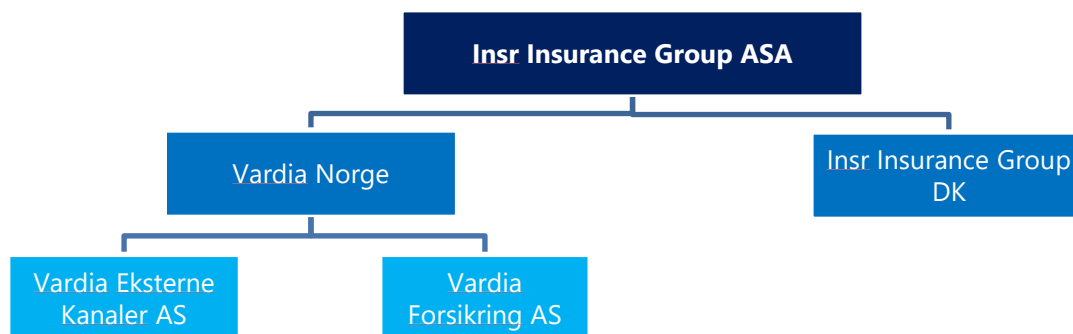 Insr Insurance Group ASA
Vardia Norge
Insr Insurance Group
DK
Vardia Eksterne
Kanaler AS
Vardia
Forsikring AS